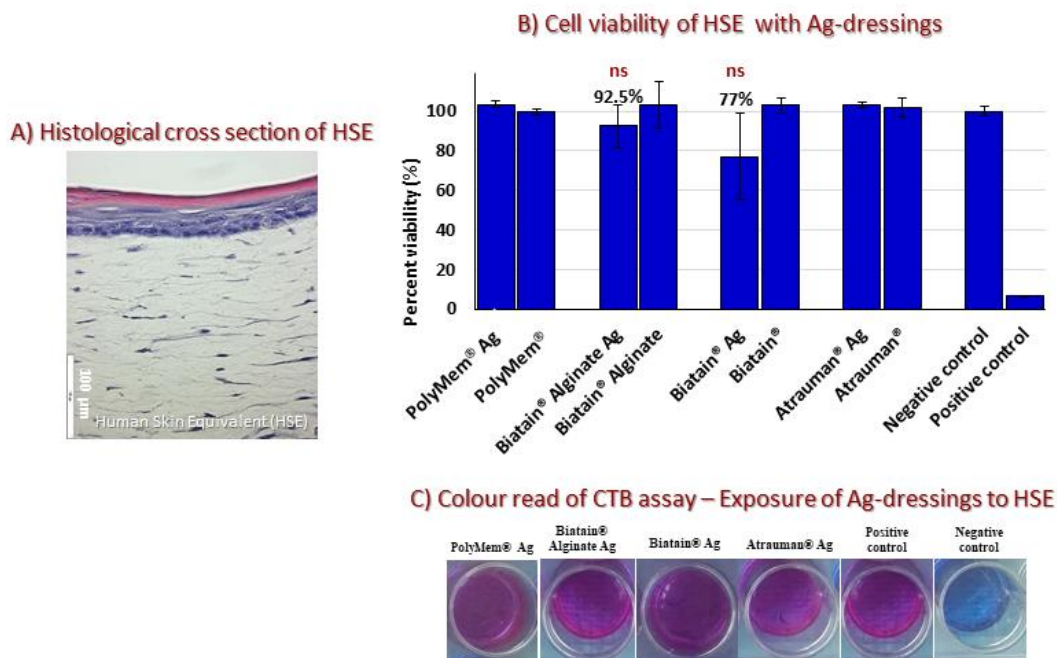 A) Histological cross section of HSE
300 µm
Human Skin Equivalent (HSE)
B) Cell viability of HSE with Ag-dressings
ns
ns
92.5%
77%
Percent viability (%)
100
80
60
40
20
0
PolyMem® Ag
PolyMem®
Biatain® Alginate Ag
Biatain® Alginate
Biatain® Ag
Biatain®
Atrauman® Ag
Atrauman®
Negative control
Positive control
C) Colour read of CTB assay – Exposure of Ag-dressings to HSE
PolyMem® Ag
Biatain®
Alginate Ag
Biatain® Ag
Atrauman® Ag
Positive
control
Negative
control